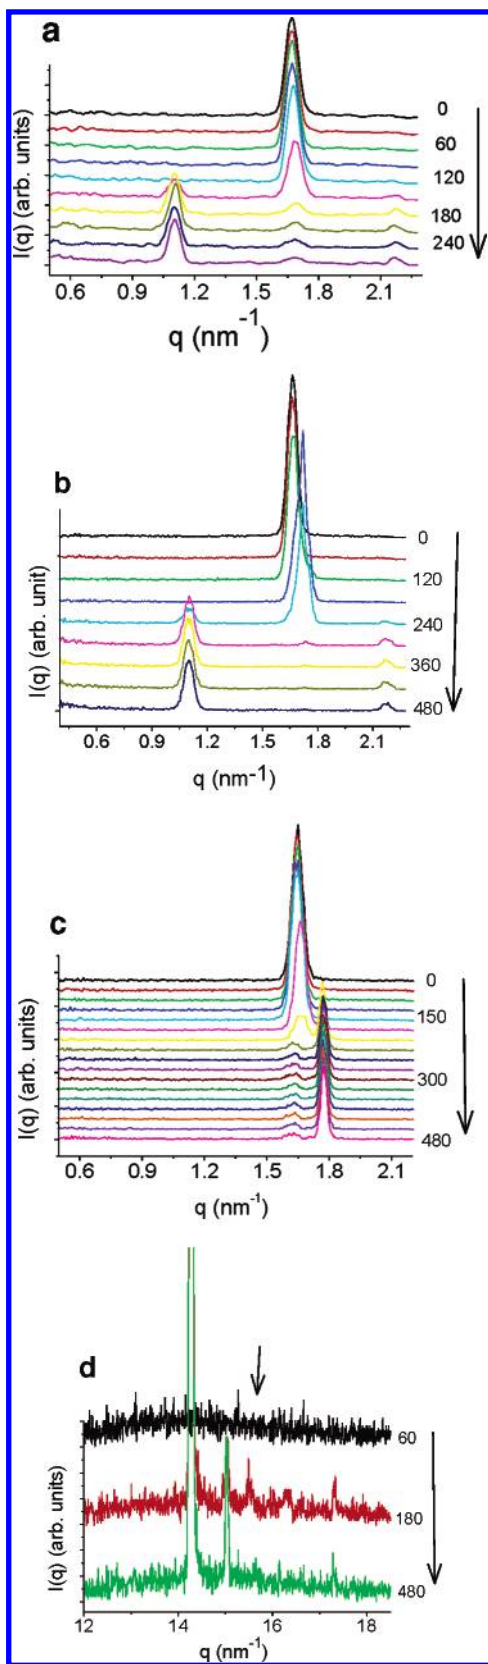 a
I(q) (arb. units)
0
60
120
180
240
0.6 0.9 1.2 1.5 1.8 2.1
q (nm-1)
b
I(q) (arb. unit)
0
120
240
360
480
0.6 0.9 1.2 1.5 1.8 2.1
q (nm-1)
c
I(q) (arb. units)
0
150
300
480
0.6 0.9 1.2 1.5 1.8 2.1
q (nm-1)
d
I(q) (arb. units)
60
180
480
12 14 16 18
q (nm-1)